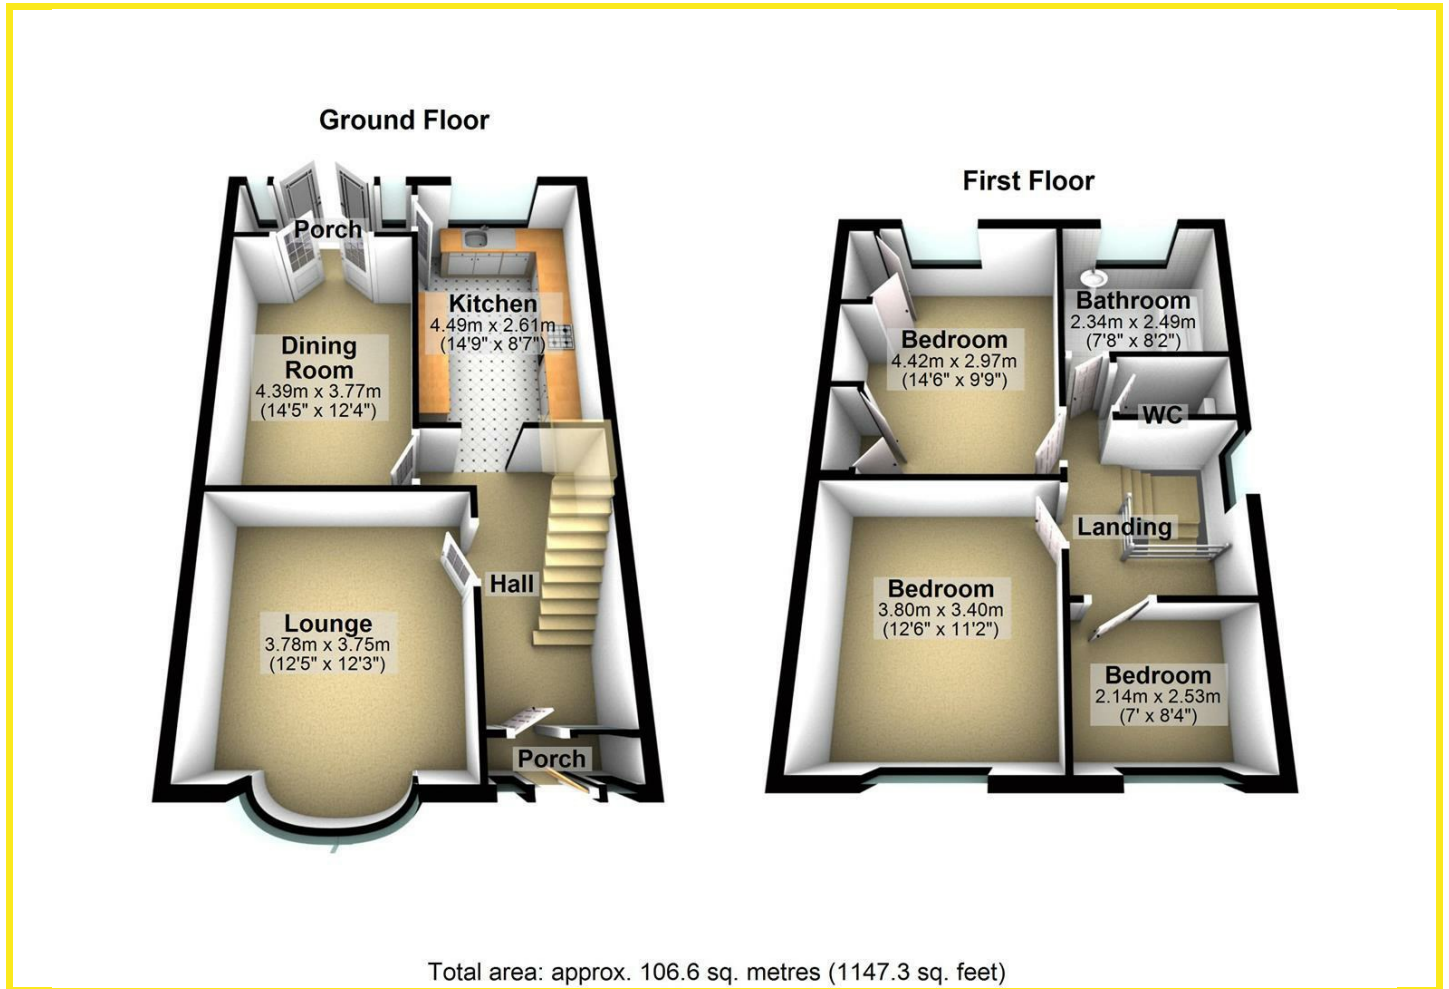 Ground Floor
Porch
Kitchen
4.49m x 2.61m
(14'9" x 8'7")
Dining
Room
4.39m x 3.77m
(14'5" x 12'4")
Hall
Lounge
3.78m x 3.75m
(12'5" x 12'3")
Porch
First Floor
Bathroom
2.34m x 2.49m
(7'8" x 8'2")
Bedroom
4.42m x 2.97m
(14'6" x 9'9")
WC
Landing
Bedroom
3.80m x 3.40m
(12'6" x 11'2")
Bedroom
2.14m x 2.53m
(7' x 8'4")
Total area: approx. 106.6 sq. metres (1147.3 sq. feet)